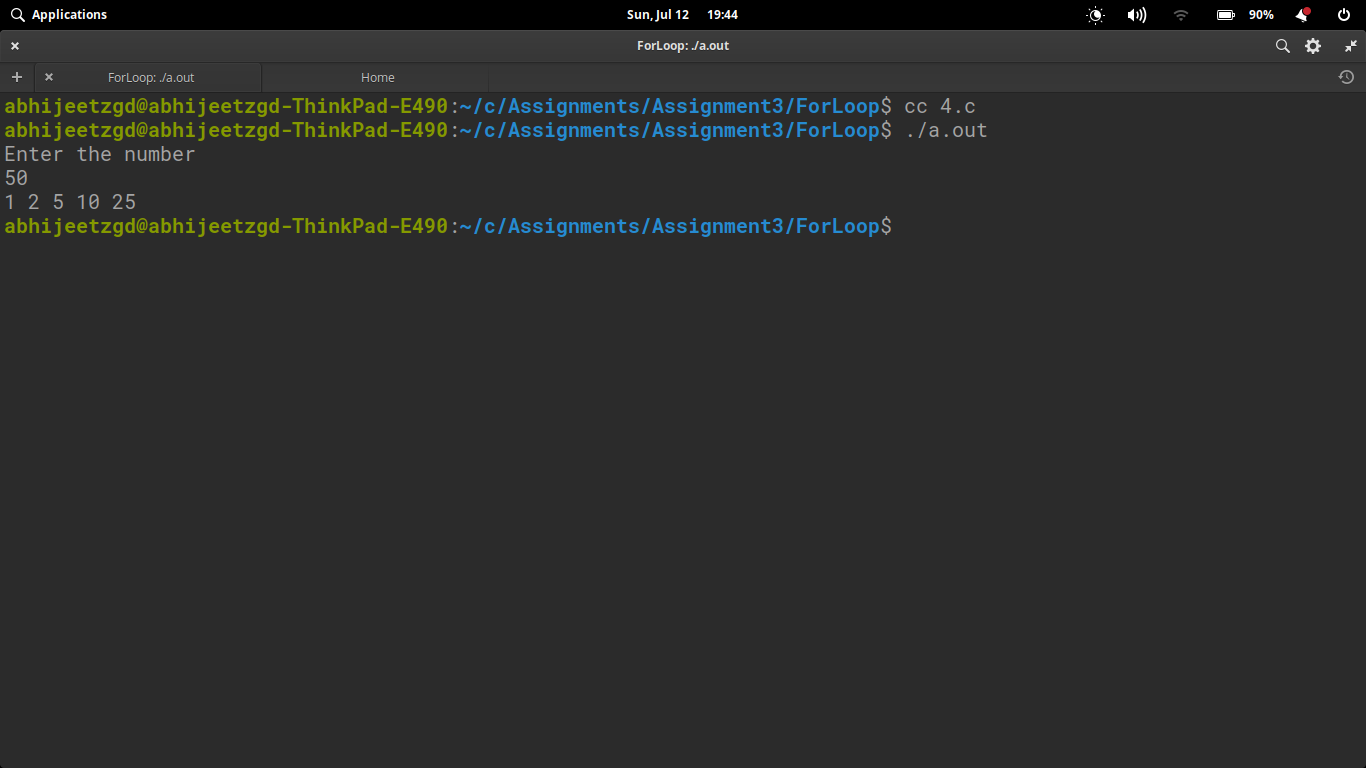 Applications Sun, Jul 12 19:44 90%
ForLoop: ./a.out
ForLoop: ./a.out Home
abhijeetzgd@abhijeetzgd-ThinkPad-E490:~/c/Assignments/Assignment3/ForLoop$ cc 4.c
abhijeetzgd@abhijeetzgd-ThinkPad-E490:~/c/Assignments/Assignment3/ForLoop$ ./a.out
Enter the number
50
1 2 5 10 25
abhijeetzgd@abhijeetzgd-ThinkPad-E490:~/c/Assignments/Assignment3/ForLoop$